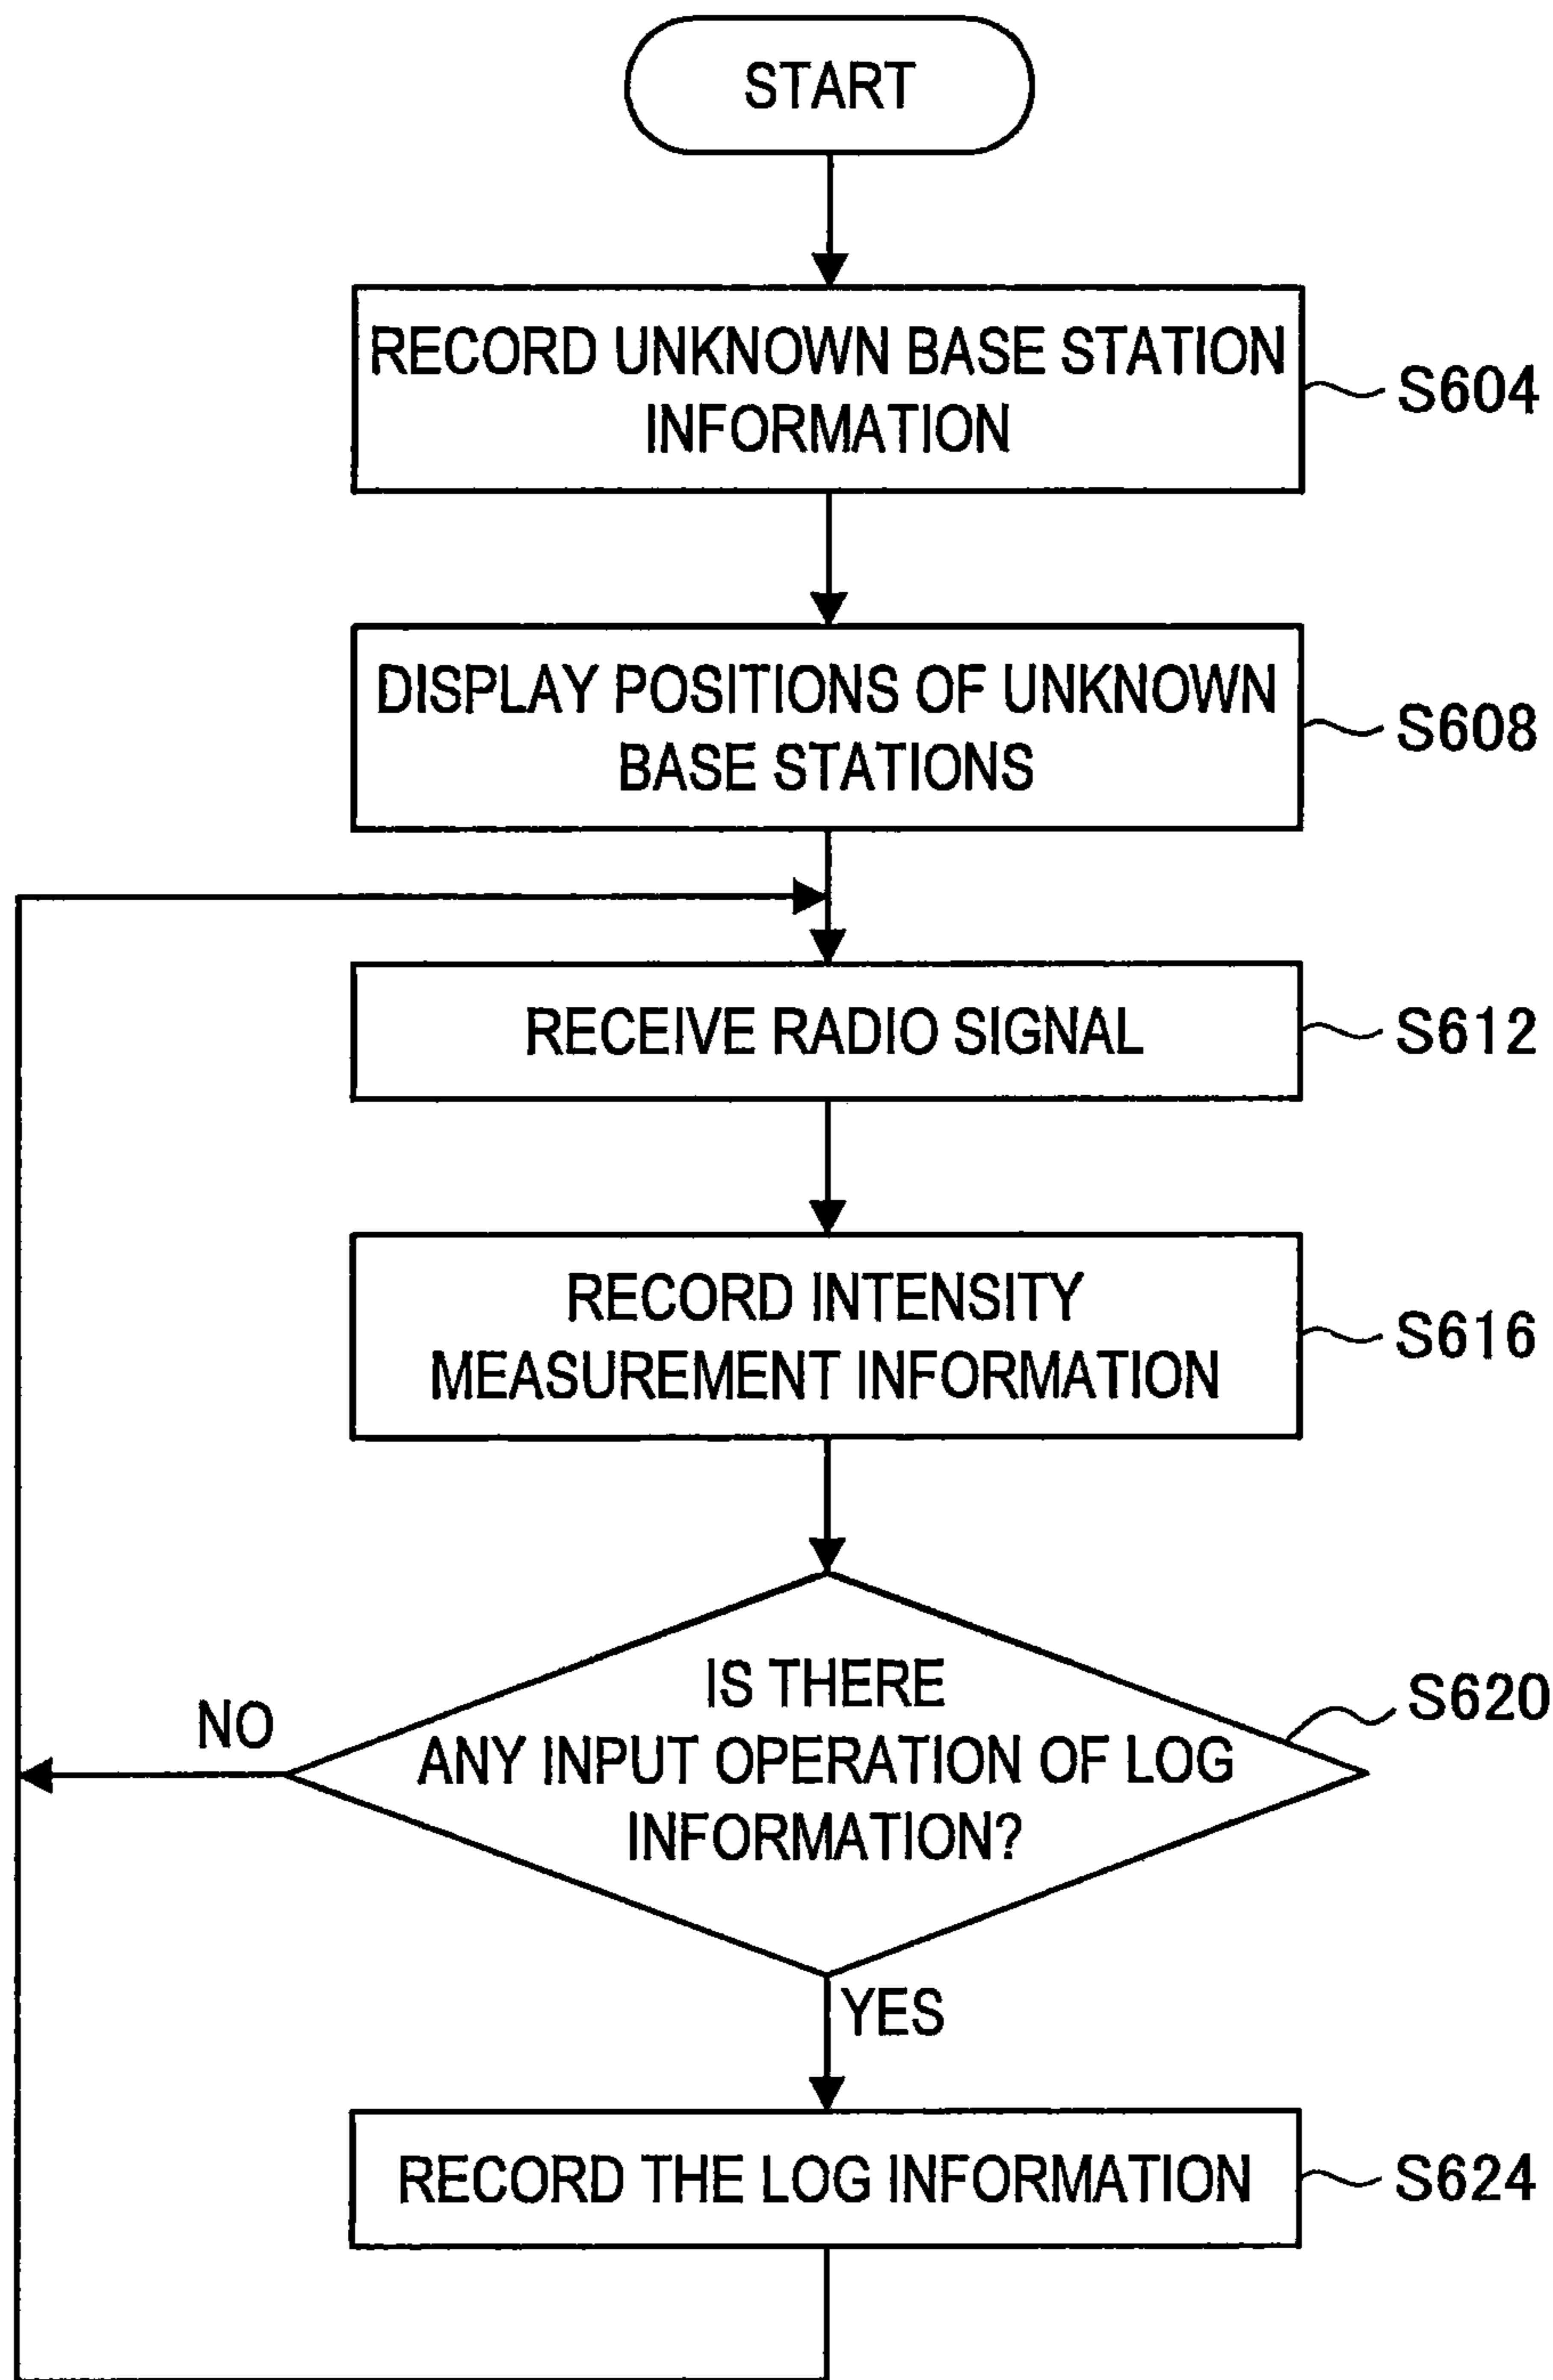 START
RECORD UNKNOWN BASE STATION
INFORMATION
S604
DISPLAY POSITIONS OF UNKNOWN
BASE STATIONS
S608
RECEIVE RADIO SIGNAL
S612
RECORD INTENSITY
MEASUREMENT INFORMATION
S616
IS THERE
ANY INPUT OPERATION OF LOG
INFORMATION?
S620
NO
YES
RECORD THE LOG INFORMATION
S624